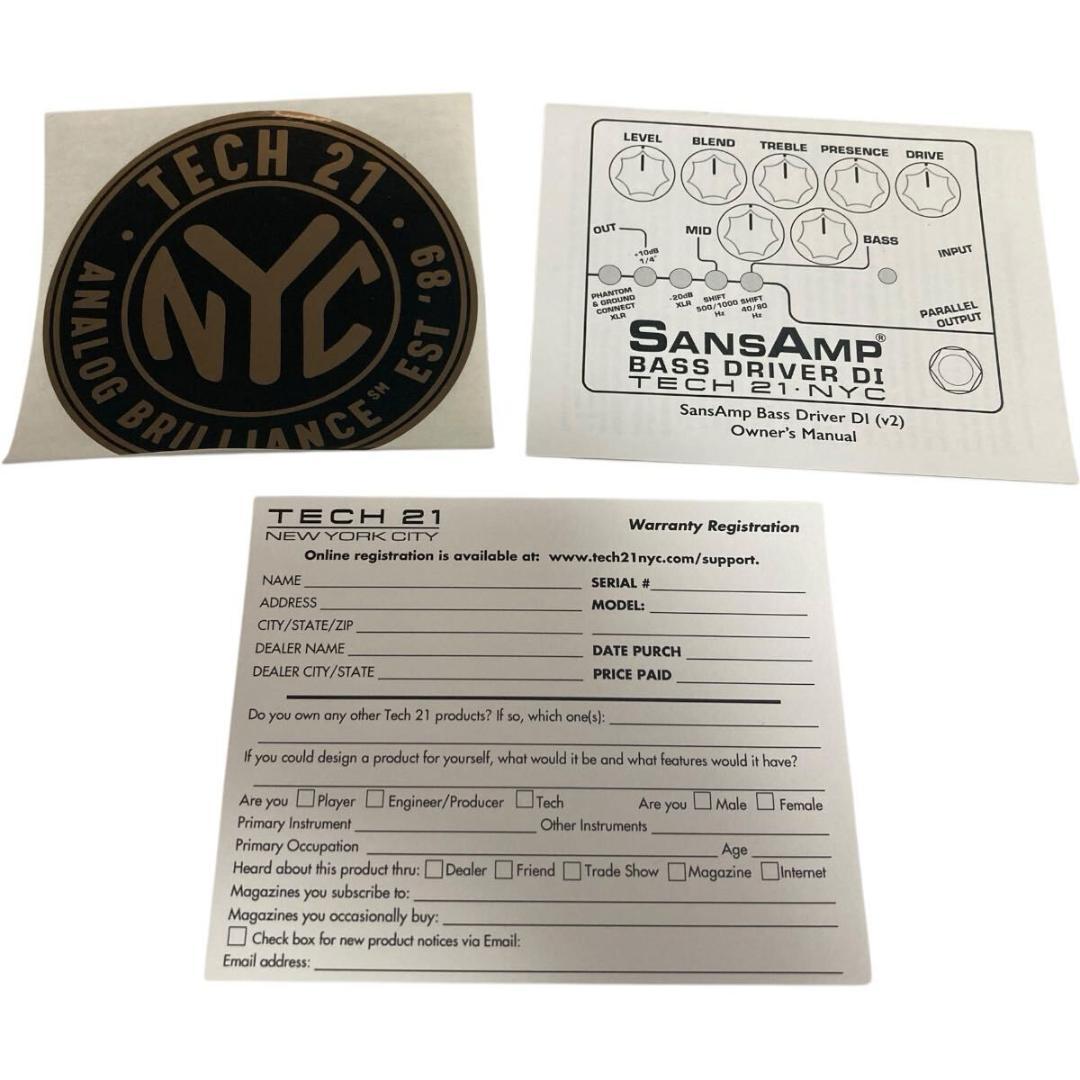 TECH 21
NYC
ANALOG BRILLIANCE℠ EST '89
LEVEL BLEND TREBLE PRESENCE DRIVE
OUT MID BASS
+10dB
1/4"
INPUT
PHANTOM
& GROUND
CONNECT
XLR
-20dB
XLR
SHIFT
500/1000
Hz
SHIFT
40/80
Hz
PARALLEL
OUTPUT
SANSAMP®
BASS DRIVER DI
TECH 21·NYC
SansAmp Bass Driver DI (v2)
Owner's Manual
TECH 21
NEW YORK CITY
Warranty Registration
Online registration is available at: www.tech21nyc.com/support.
NAME SERIAL #
ADDRESS MODEL:
CITY/STATE/ZIP
DEALER NAME DATE PURCH
DEALER CITY/STATE PRICE PAID
Do you own any other Tech 21 products? If so, which one(s):
If you could design a product for yourself, what would it be and what features would it have?
Are you Player Engineer/Producer Tech Are you Male Female
Primary Instrument Other Instruments
Primary Occupation Age
Heard about this product thru: Dealer Friend Trade Show Magazine Internet
Magazines you subscribe to:
Magazines you occasionally buy:
Check box for new product notices via Email:
Email address: